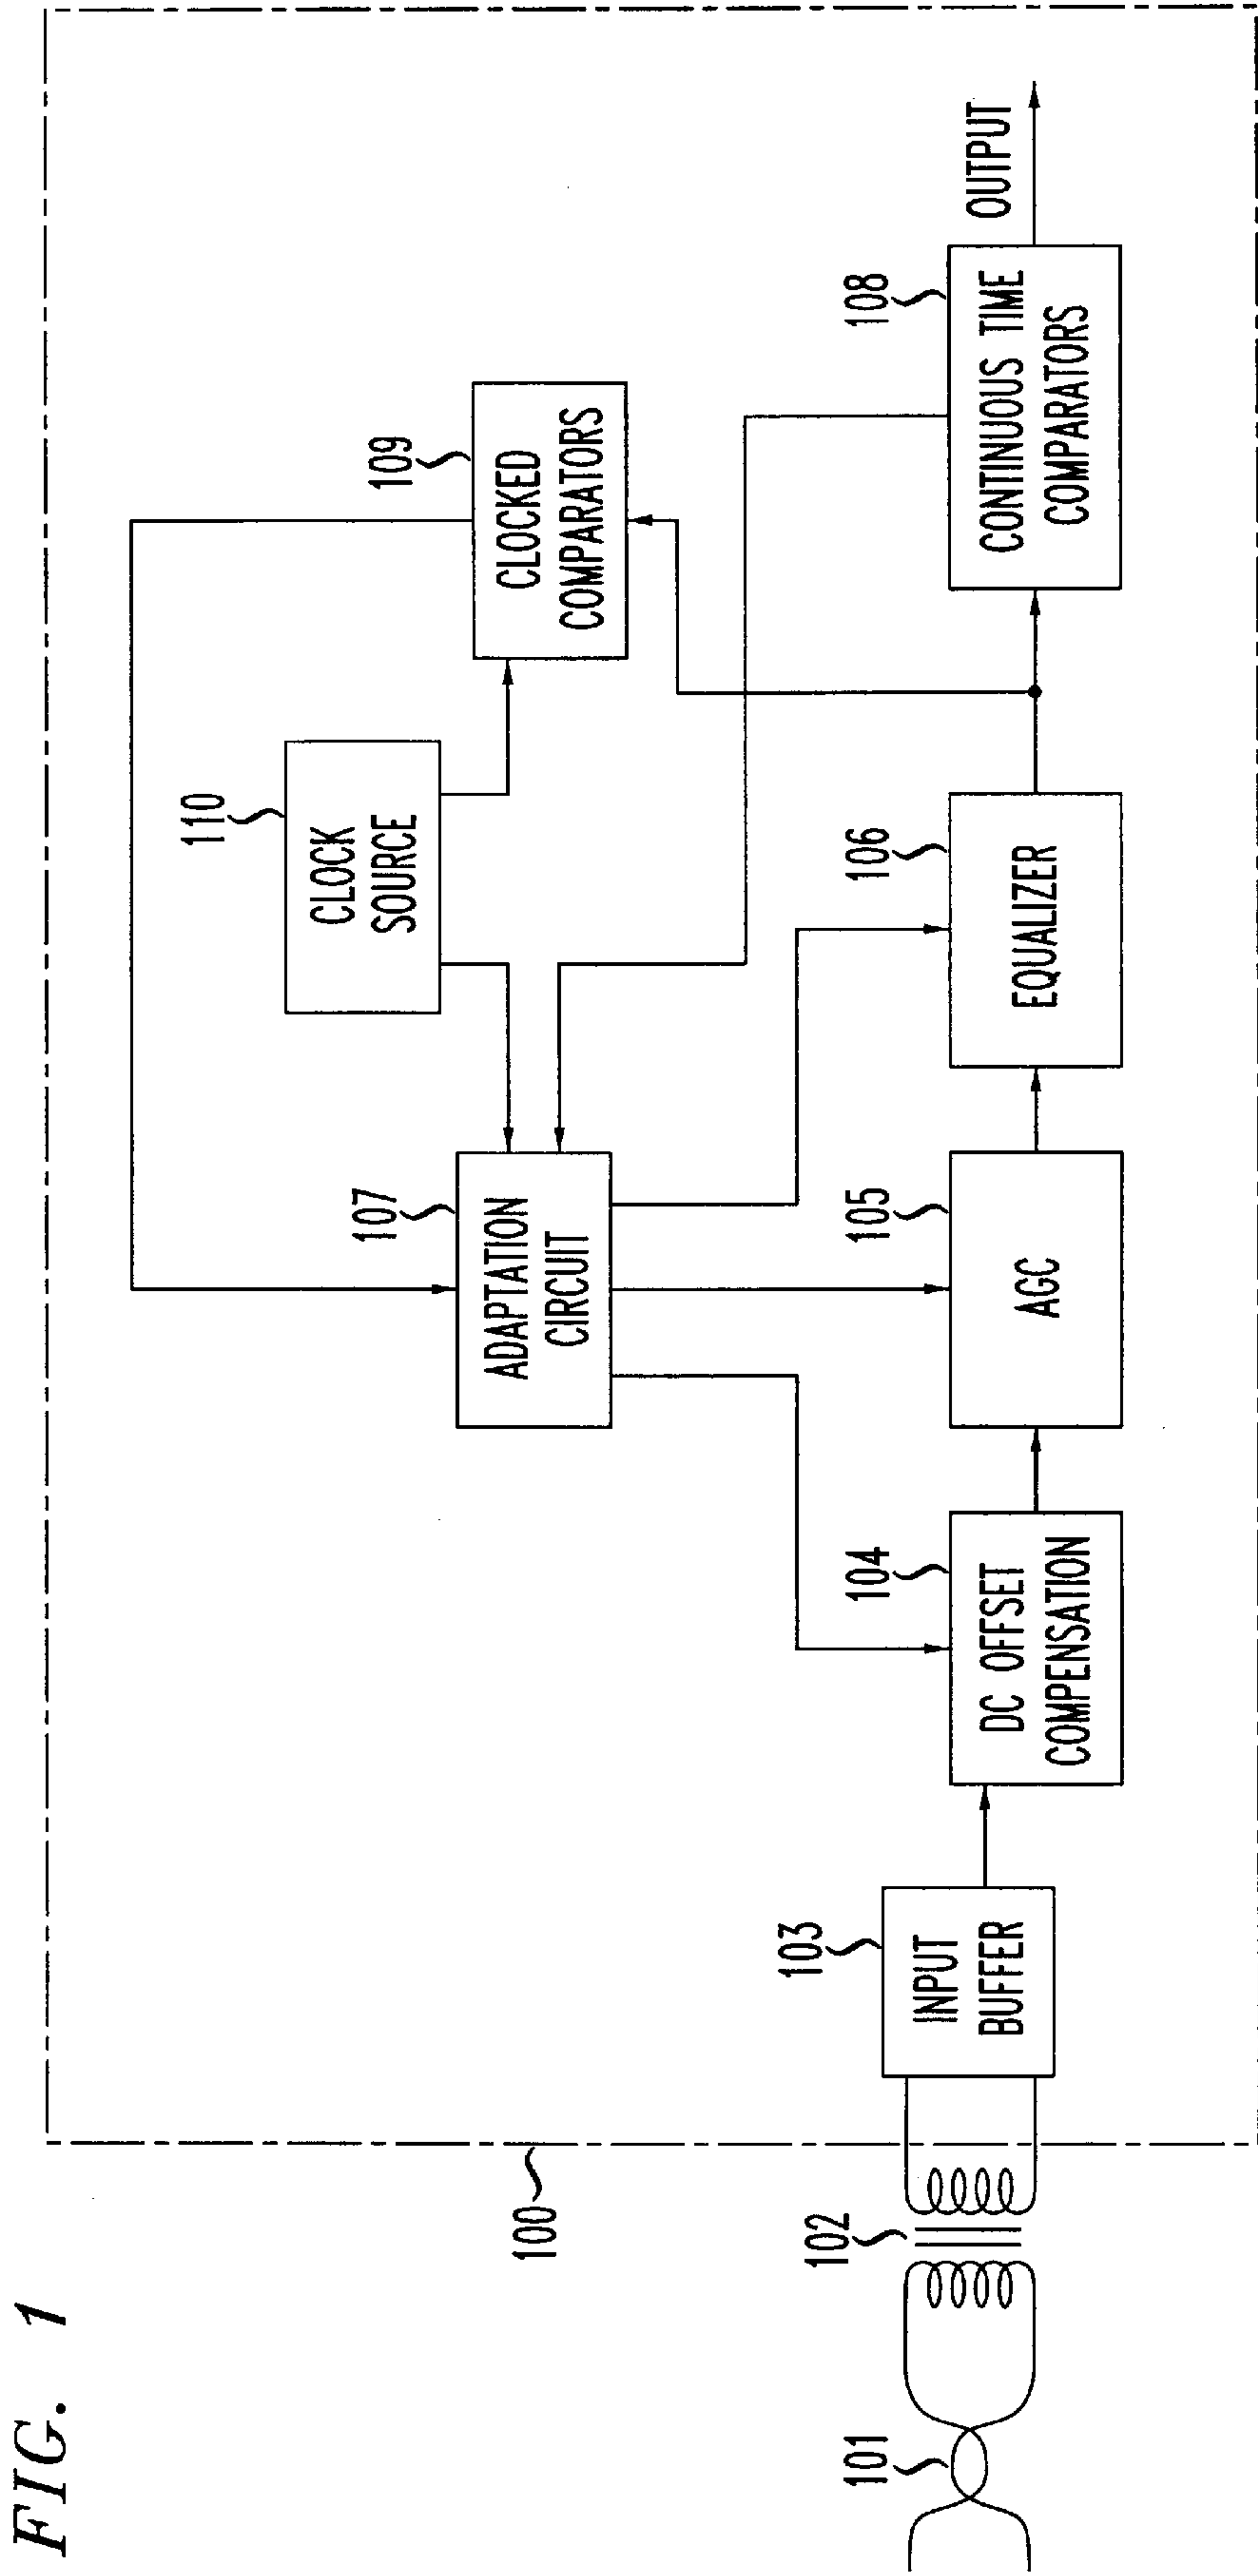 FIG. 1
100
101
102
103
INPUT
BUFFER
104
DC OFFSET
COMPENSATION
105
AGC
106
EQUALIZER
107
ADAPTATION
CIRCUIT
108
CONTINUOUS TIME
COMPARATORS
OUTPUT
109
CLOCKED
COMPARATORS
110
CLOCK
SOURCE